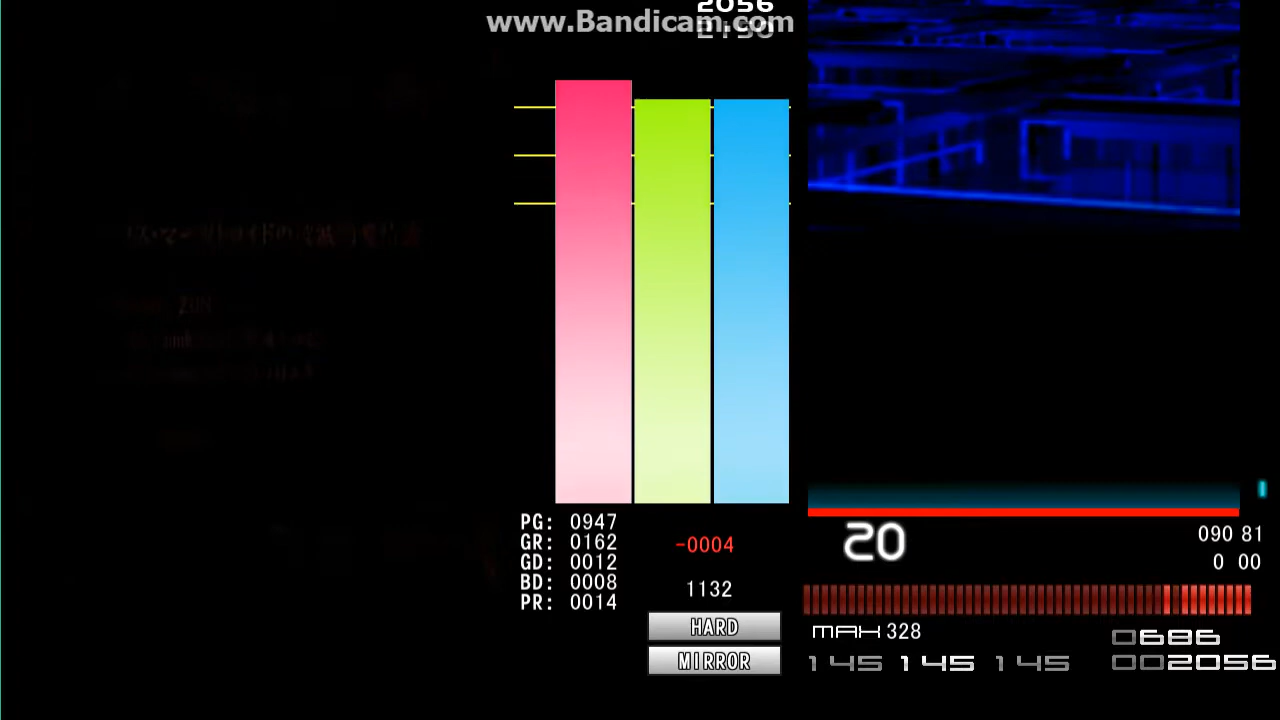 2056
www.Bandicam.com
PG: 0947
GR: 0162
GD: 0012
BD: 0008
PR: 0014
-0004
1132
HARD
MIRROR
20
090 81
0 00
MAX 328
0686
145 145 145
002056